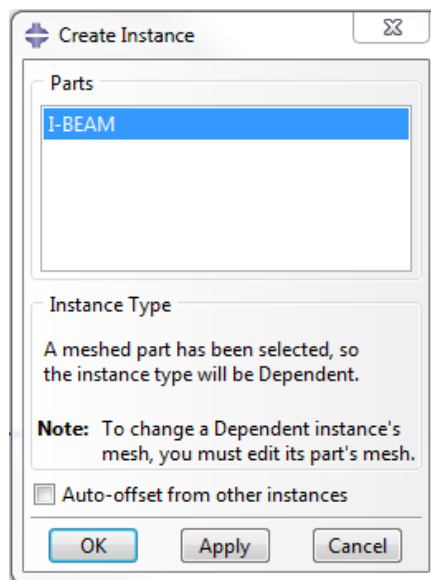 Create Instance
Parts
I-BEAM
Instance Type
A meshed part has been selected, so
the instance type will be Dependent.
Note: To change a Dependent instance's
mesh, you must edit its part's mesh.
Auto-offset from other instances
OK Apply Cancel